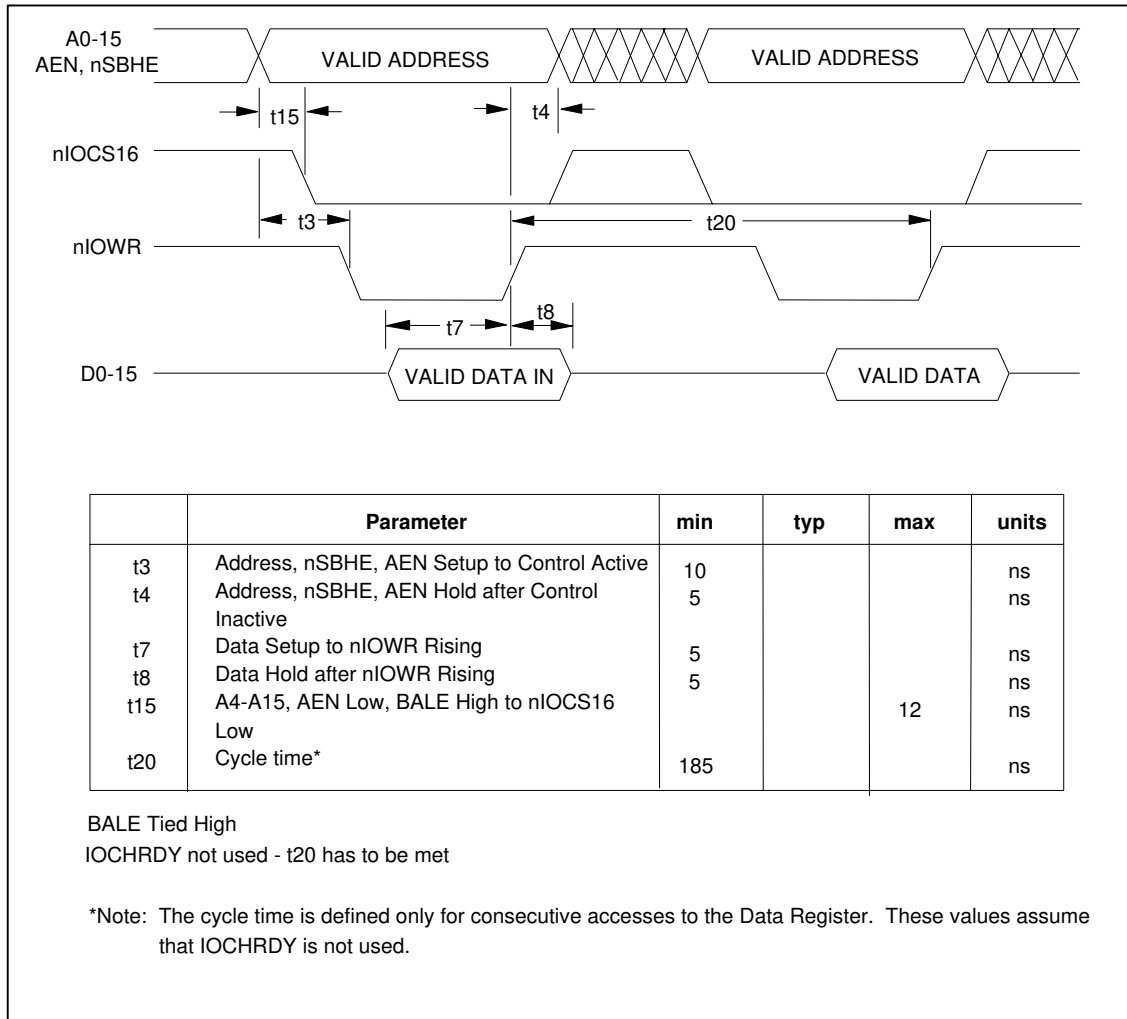 A0-15
AEN, nSBHE
VALID ADDRESS
VALID ADDRESS
t15
t4
nIOCS16
t3
t20
nIOWR
t7
t8
D0-15
VALID DATA IN
VALID DATA
Parameter min typ max units
t3 Address, nSBHE, AEN Setup to Control Active 10 ns
t4 Address, nSBHE, AEN Hold after Control 5 ns
Inactive
t7 Data Setup to nIOWR Rising 5 ns
t8 Data Hold after nIOWR Rising 5 ns
t15 A4-A15, AEN Low, BALE High to nIOCS16 12 ns
Low
t20 Cycle time* 185 ns
BALE Tied High
IOCHRDY not used - t20 has to be met
*Note: The cycle time is defined only for consecutive accesses to the Data Register. These values assume
that IOCHRDY is not used.